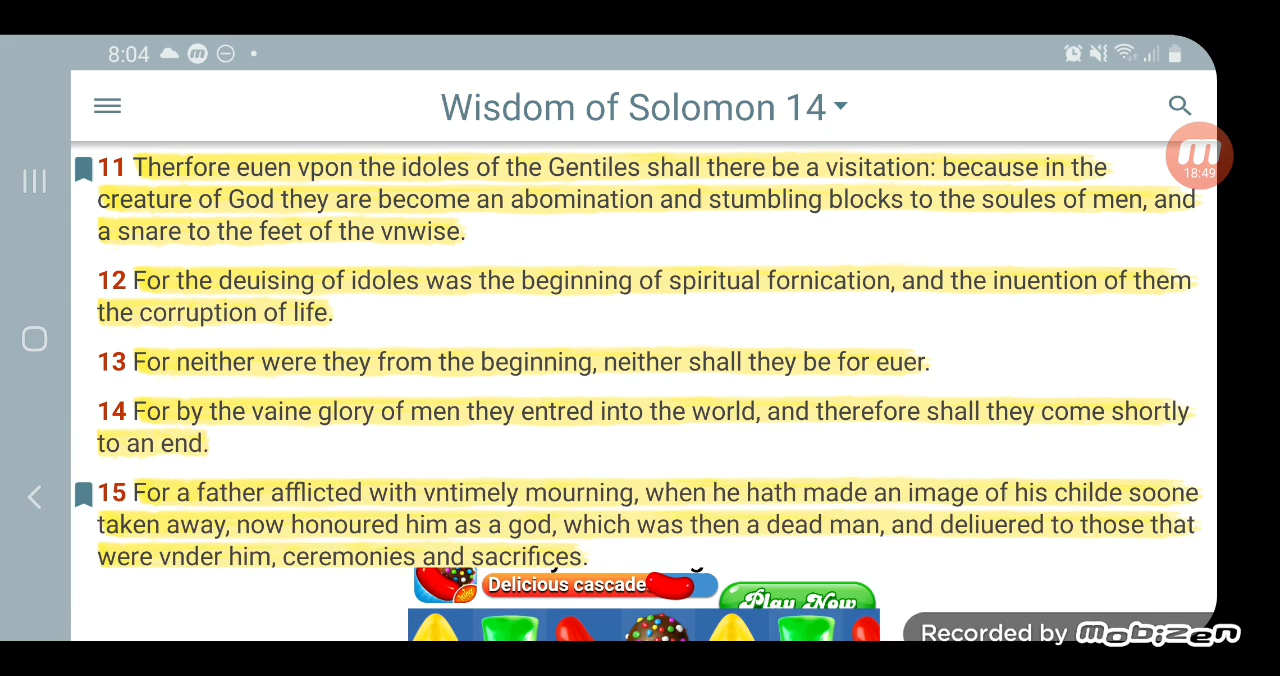 8:04
Wisdom of Solomon 14
18:49
11 Therfore euen vpon the idoles of the Gentiles shall there be a visitation: because in the
creature of God they are become an abomination and stumbling blocks to the soules of men, and
a snare to the feet of the vnwise.
12 For the deuising of idoles was the beginning of spiritual fornication, and the inuention of them
the corruption of life.
13 For neither were they from the beginning, neither shall they be for euer.
14 For by the vaine glory of men they entred into the world, and therefore shall they come shortly
to an end.
15 For a father afflicted with vntimely mourning, when he hath made an image of his childe soone
taken away, now honoured him as a god, which was then a dead man, and deliuered to those that
were vnder him, ceremonies and sacrifices.
Delicious cascade
Play Now
Recorded by mobizen